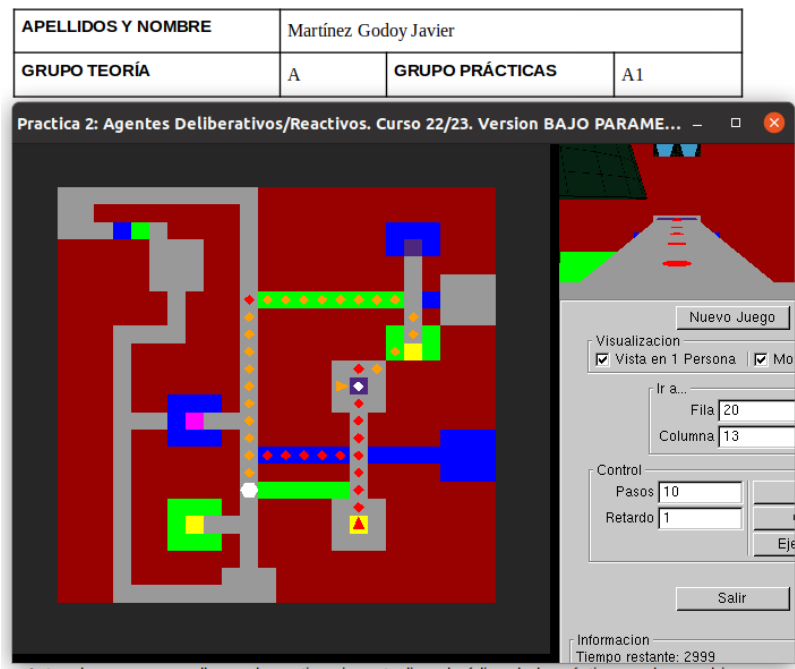 APELLIDOS Y NOMBRE Martínez Godoy Javier
GRUPO TEORÍA A GRUPO PRÁCTICAS A1
Practica 2: Agentes Deliberativos/Reactivos. Curso 22/23. Version BAJO PARAME...
Nuevo Juego
Visualizacion
Vista en 1 Persona Mo
Ir a...
Fila 20
Columna 13
Control
Pasos 10
Retardo 1
Eje
Salir
Informacion
Tiempo restante: 2999